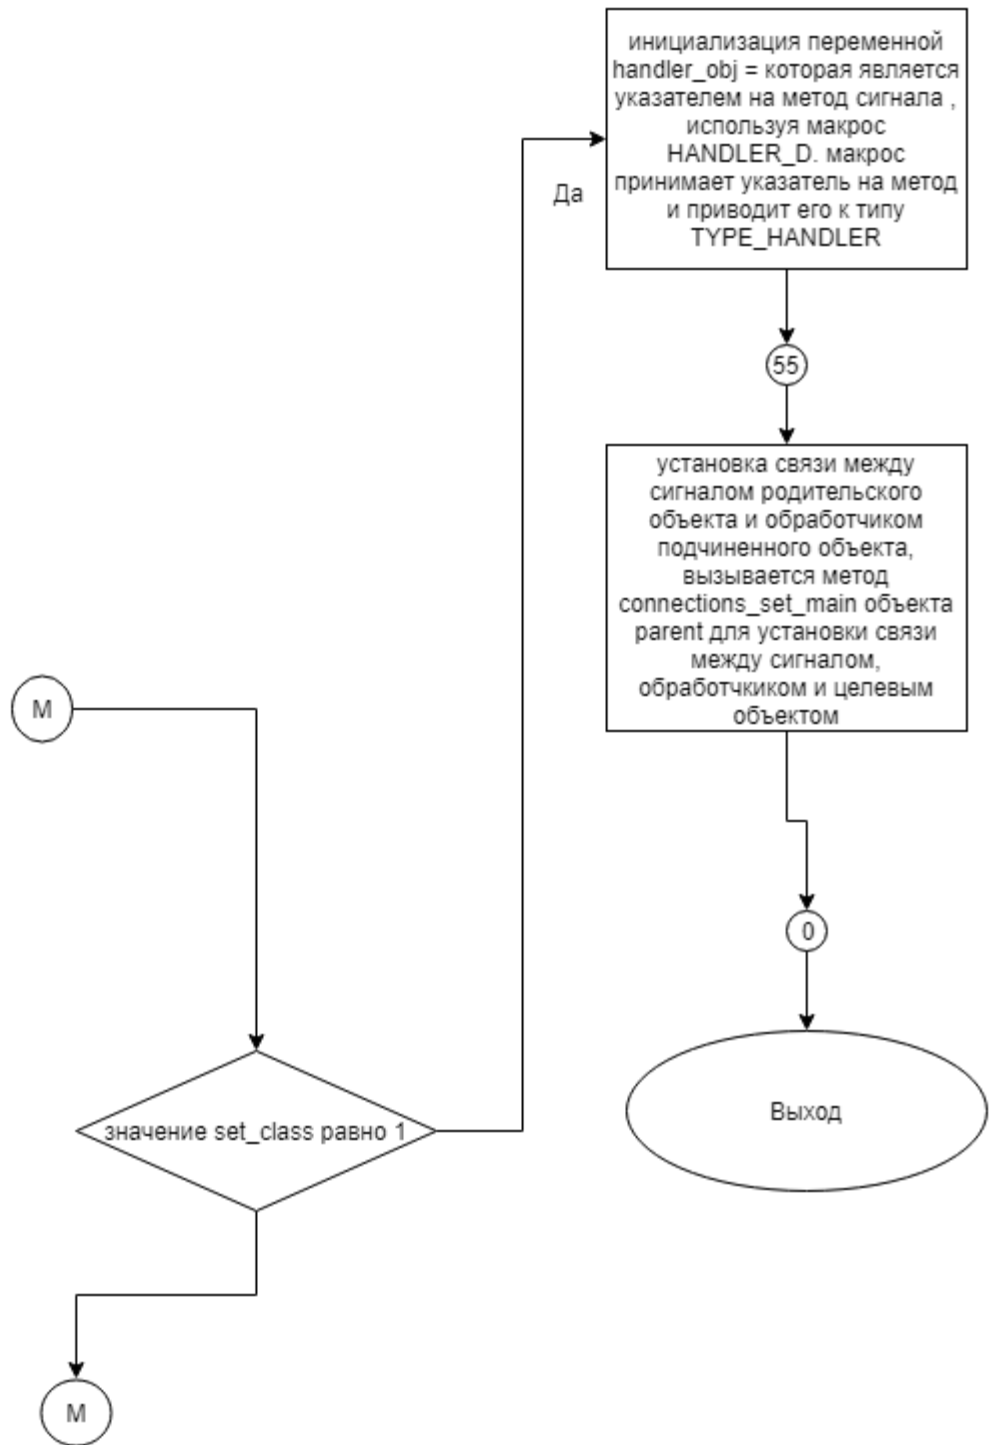 инициализация переменной
handler_obj = которая является
указателем на метод сигнала ,
используя макрос
HANDLER_D. макрос
принимает указатель на метод
и приводит его к типу
TYPE_HANDLER
Да
55
установка связи между
сигналом родительского
объекта и обработчиком
подчиненного объекта,
вызывается метод
connections_set_main объекта
parent для установки связи
между сигналом,
обработчкиком и целевым
объектом
М
0
Выход
значение set_class равно 1
М